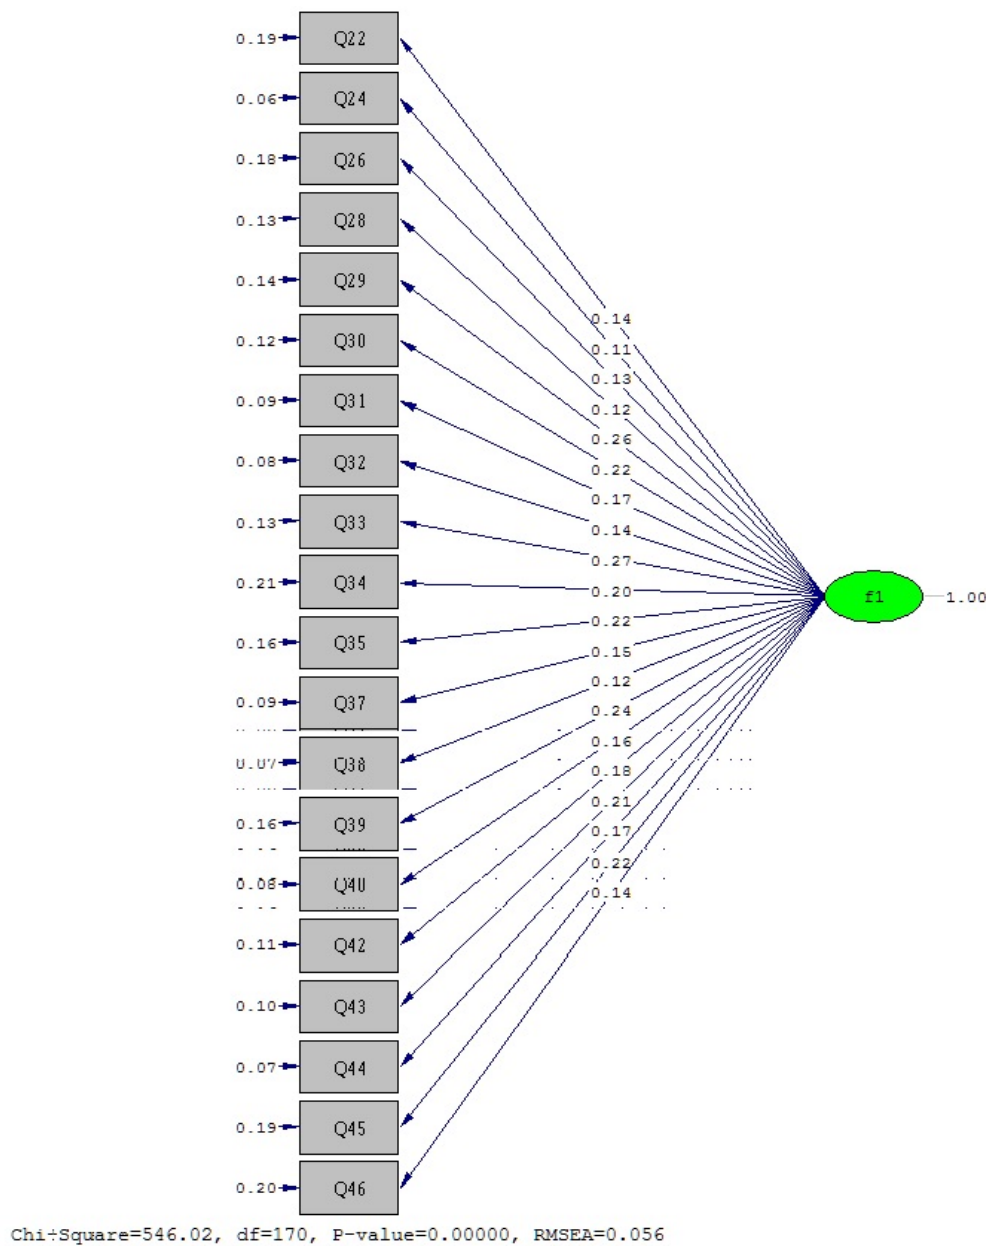 0.19 Q22
0.06 Q24
0.18 Q26
0.13 Q28
0.14 Q29
0.14
0.12 Q30
0.11
0.13
0.09 Q31
0.12
0.26
0.08 Q32
0.22
0.17
0.13 Q33
0.14
0.27
0.21 Q34
0.20
f1 1.00
0.22
0.16 Q35
0.15
0.12
0.09 Q37
0.24
0.16
0.07 Q38
0.18
0.21
0.16 Q39
0.17
0.22
0.08 Q40
0.14
0.11 Q42
0.10 Q43
0.07 Q44
0.19 Q45
0.20 Q46
Chi÷Square=546.02, df=170, P-value=0.00000, RMSEA=0.056